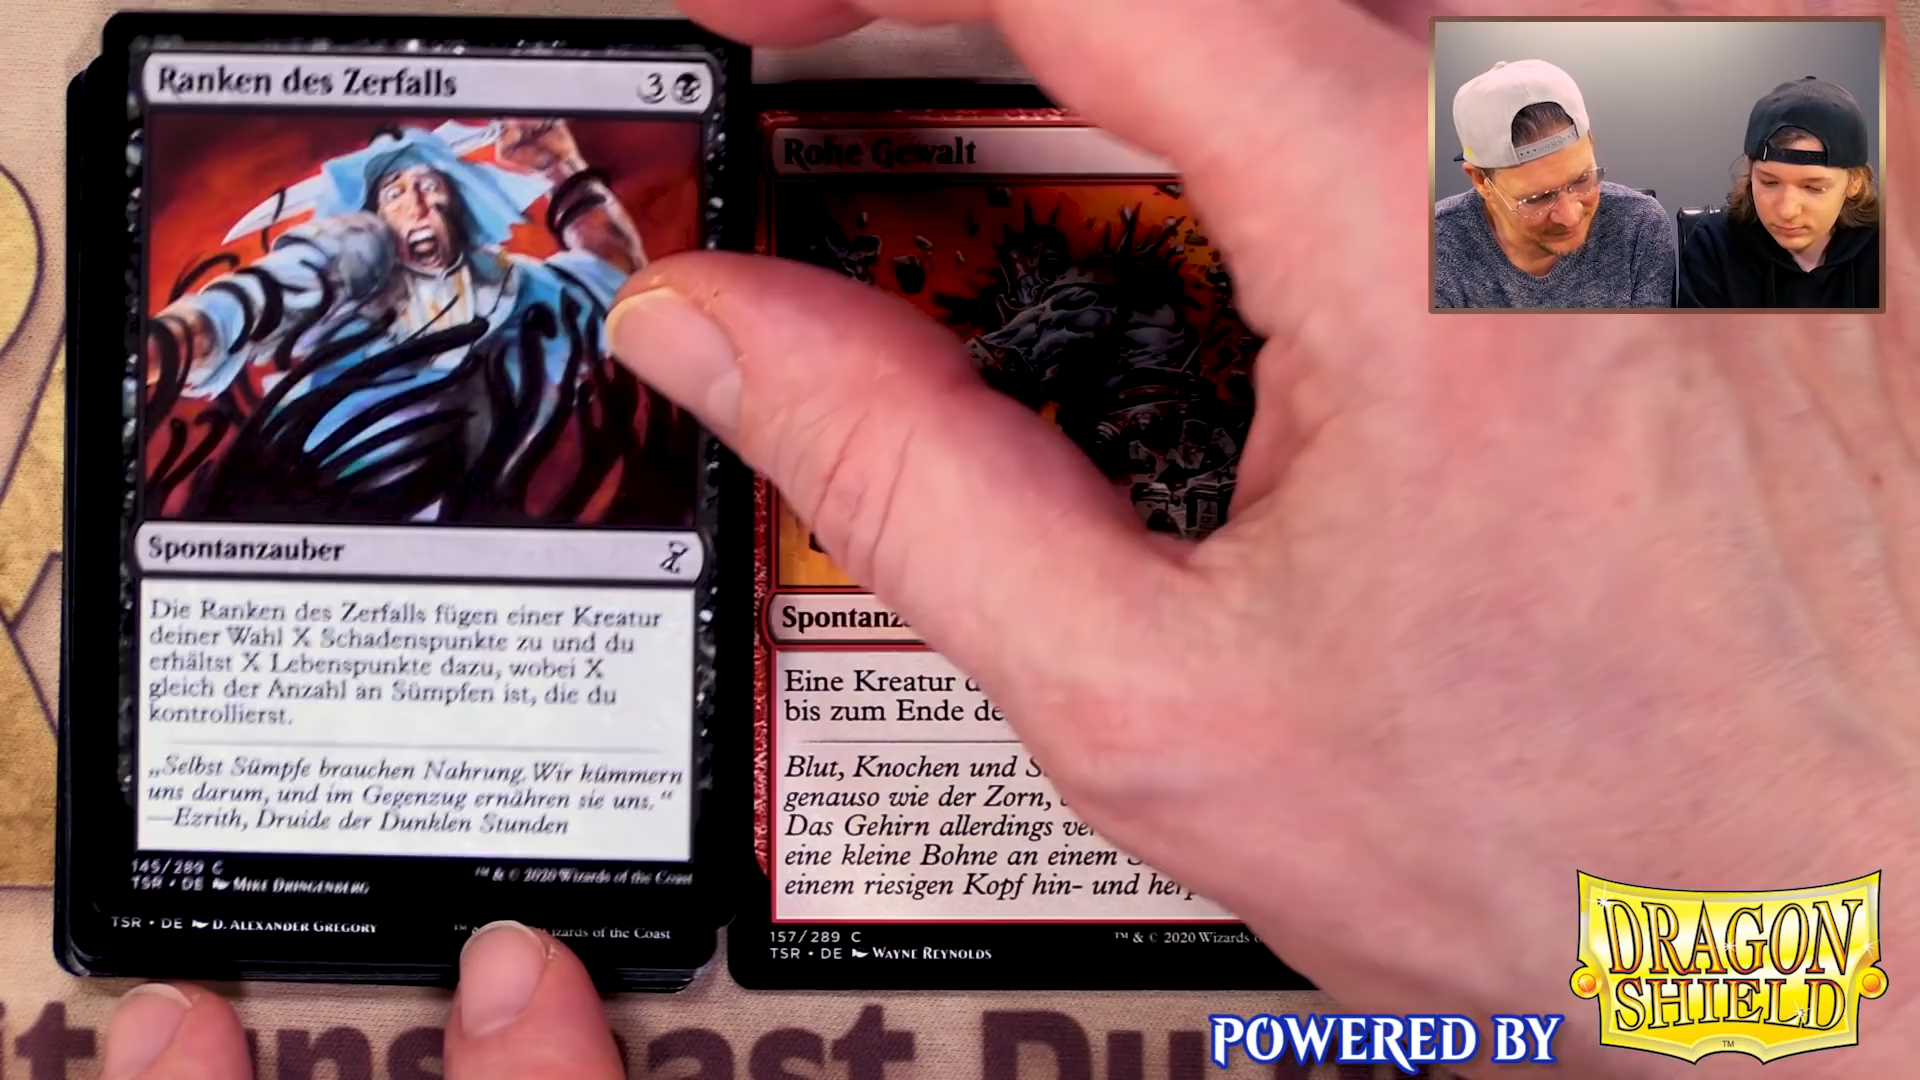 Ranken des Zerfalls 3
Spontanzauber
Die Ranken des Zerfalls fügen einer Kreatur
deiner Wahl X Schadenspunkte zu und du
erhältst X Lebenspunkte dazu, wobei X
gleich der Anzahl an Sümpfen ist, die du
kontrollierst.
„Selbst Sümpfe brauchen Nahrung. Wir kümmern
uns darum, und im Gegenzug ernähren sie uns.“
—Ezrith, Druide der Dunklen Stunden
145/289 C
TSR • DE MIKE DRINGENBERG
™ & © 2020 Wizards of the Coast
TSR • DE D. ALEXANDER GREGORY
of the Coast
Rohe Gewalt
Eine Kreatur
bis zum Ende
Blut, Knochen und
genauso wie der Zorn,
Das Gehirn allerdings
eine kleine Bohne an einem
einem riesigen Kopf hin- und
157/289 C
TSR • DE WAYNE REYNOLDS
™ & © 2020 Wizards
POWERED BY
DRAGON
SHIELD
TM